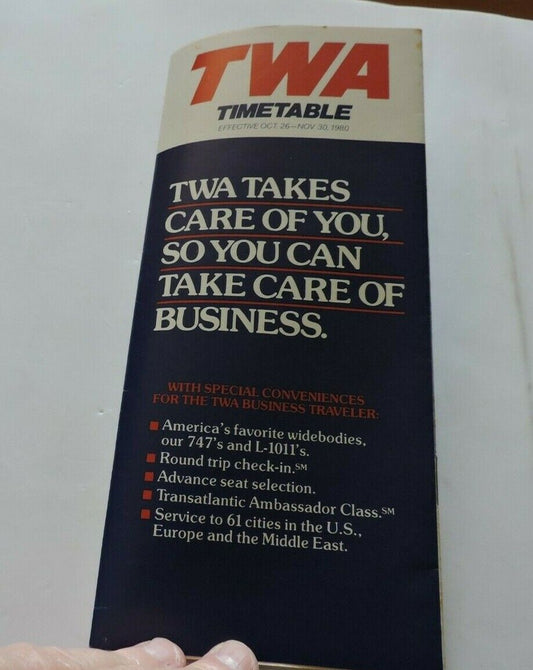 TWA
TIMETABLE
EFFECTIVE OCT. 26—NOV. 30, 1980
TWA TAKES
CARE OF YOU,
SO YOU CAN
TAKE CARE OF
BUSINESS.
WITH SPECIAL CONVENIENCES
FOR THE TWA BUSINESS TRAVELER:
■ America's favorite widebodies,
our 747's and L-1011's.
■ Round trip check-in.℠
■ Advance seat selection.
■ Transatlantic Ambassador Class.℠
■ Service to 61 cities in the U.S.,
Europe and the Middle East.